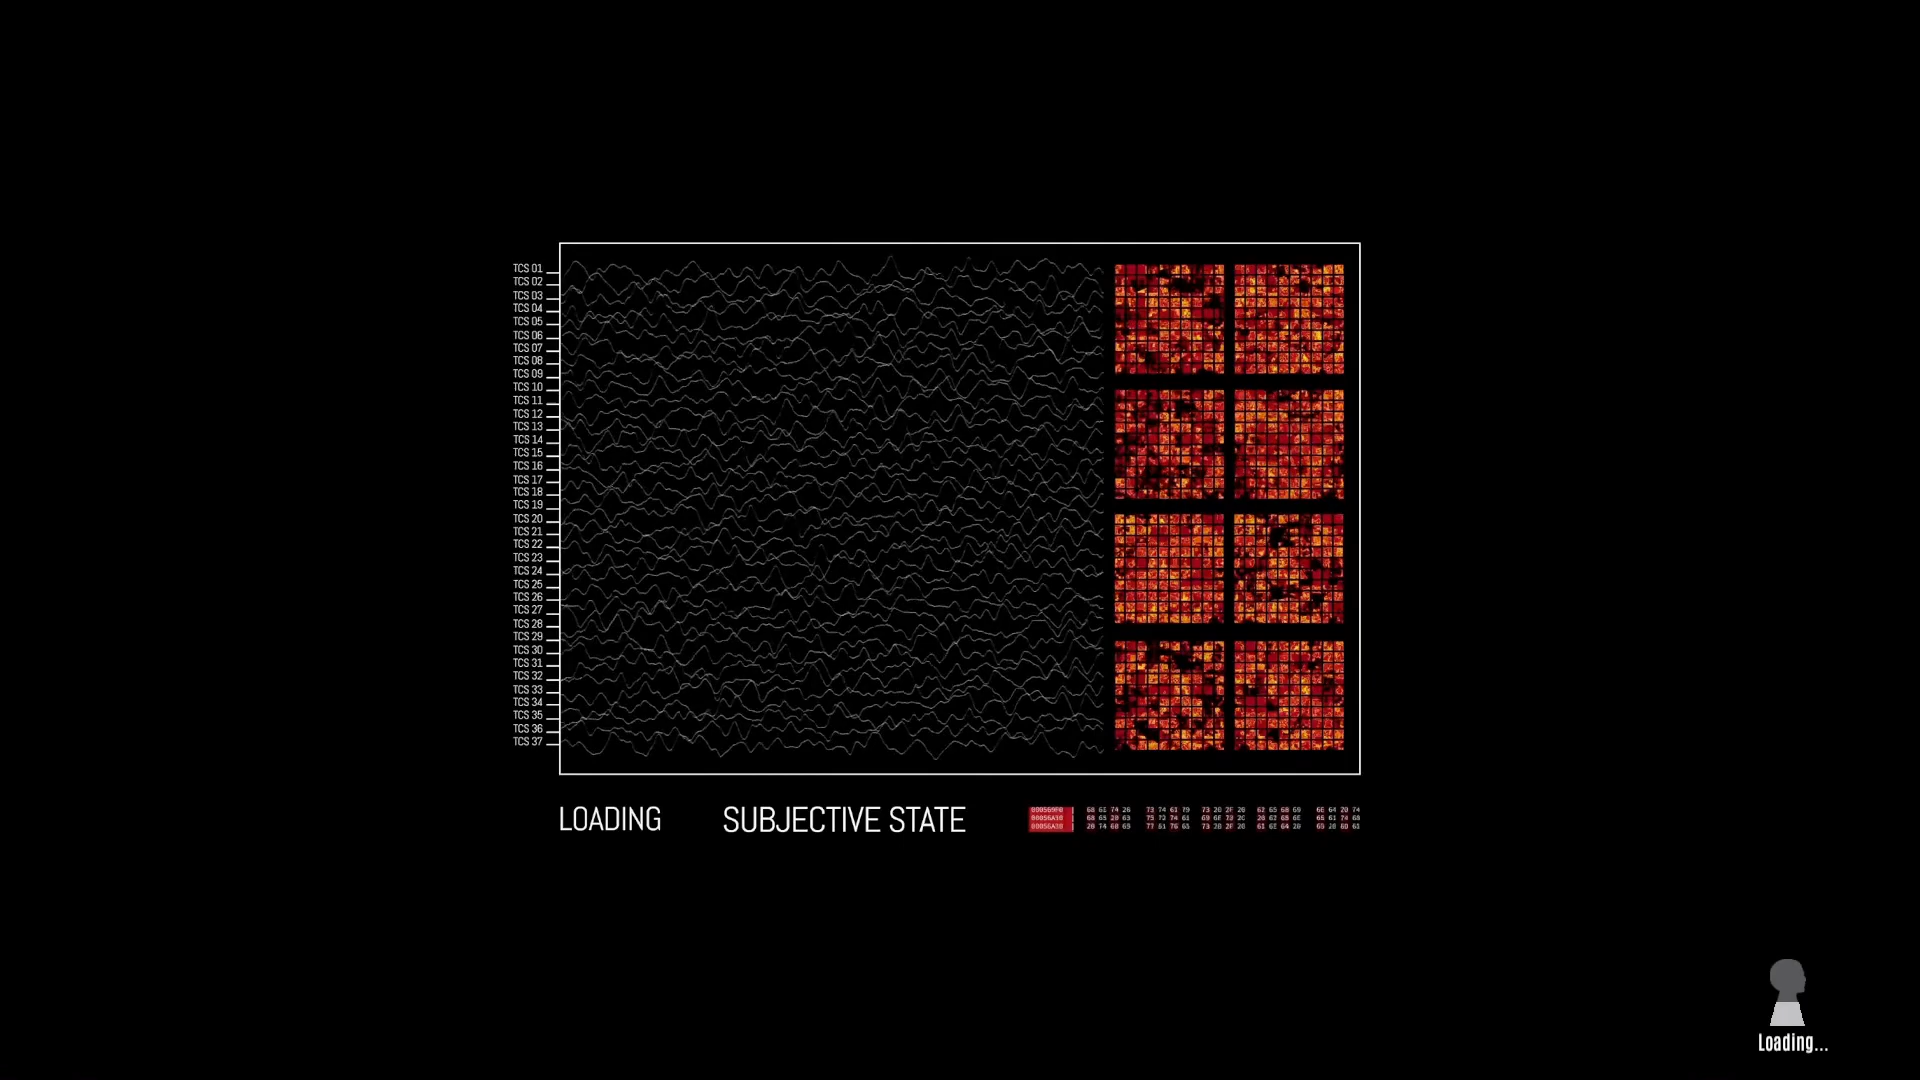 TCS 01
TCS 02
TCS 03
TCS 04
TCS 05
TCS 06
TCS 07
TCS 08
TCS 09
TCS 10
TCS 11
TCS 12
TCS 13
TCS 14
TCS 15
TCS 16
TCS 17
TCS 18
TCS 19
TCS 20
TCS 21
TCS 22
TCS 23
TCS 24
TCS 25
TCS 26
TCS 27
TCS 28
TCS 29
TCS 30
TCS 31
TCS 32
TCS 33
TCS 34
TCS 35
TCS 36
TCS 37
LOADING SUBJECTIVE STATE
Loading...